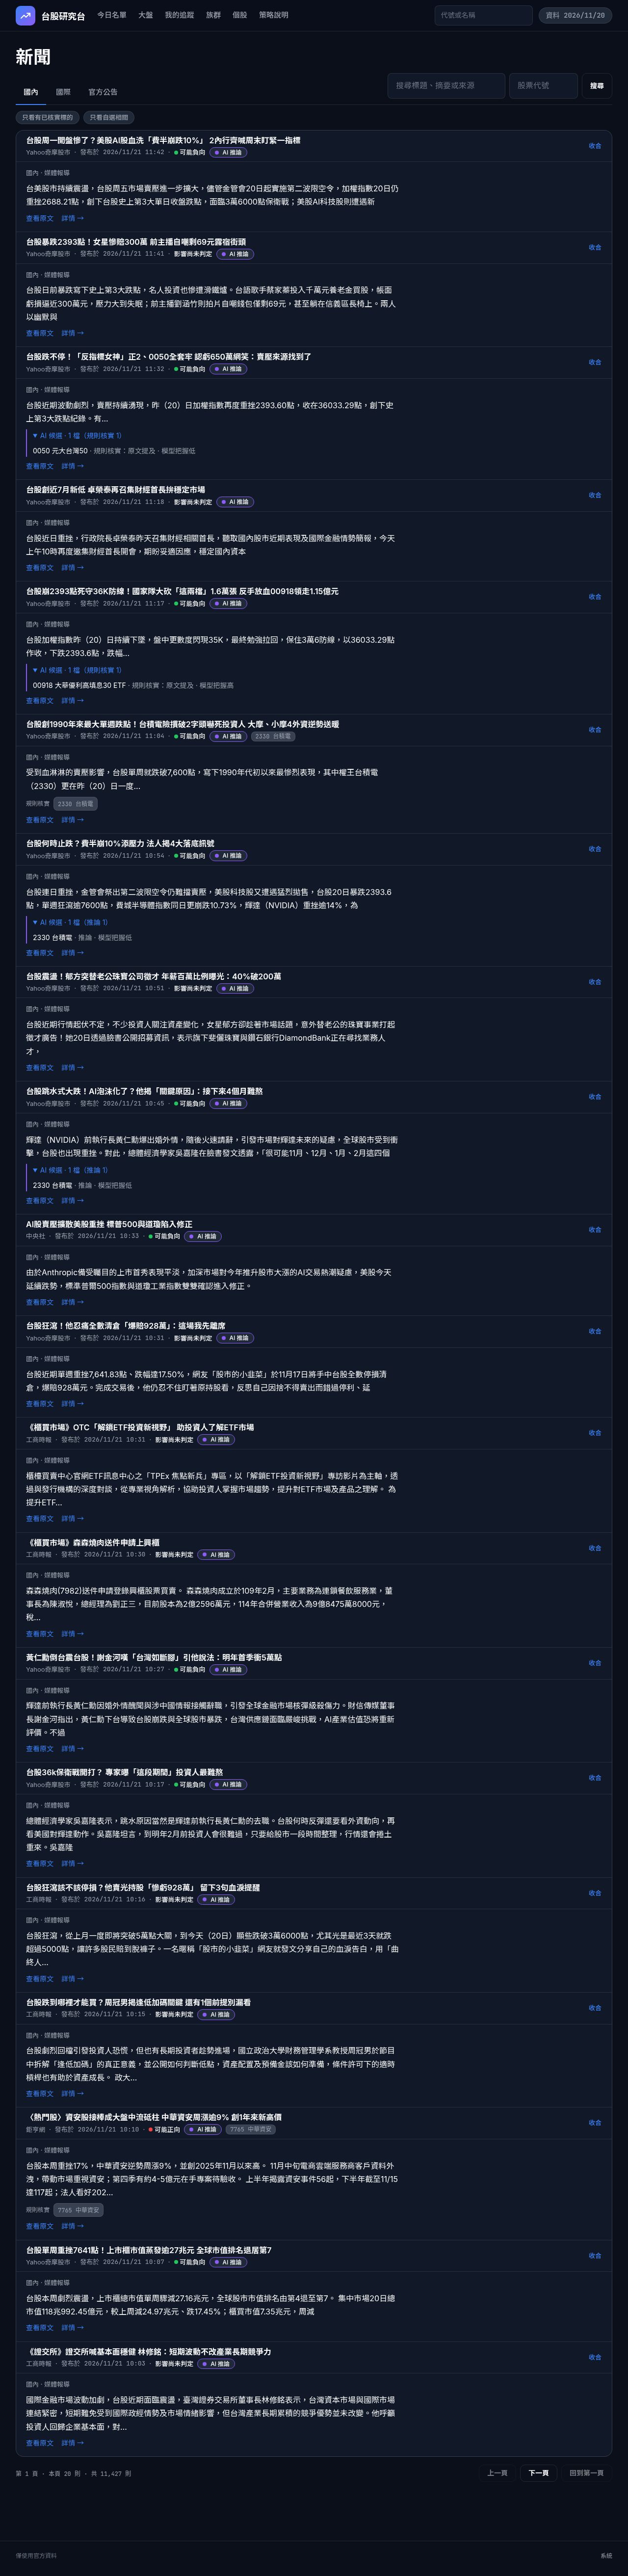 台股研究台 今日名單 大盤 我的追蹤 族群 個股 策略說明 代號或名稱 資料 2026/11/20
新聞
國內 國際 官方公告 搜尋標題、摘要或來源 股票代號 搜尋
只看有已核實標的 只看自選相關
台股周一開盤慘了？美股AI股血洗「費半崩跌10%」 2內行齊喊周末盯緊一指標 收合
Yahoo奇摩股市 · 發布於 2026/11/21 11:42 · 可能負向 AI 推論
國內 · 媒體報導
台美股市持續震盪，台股周五市場賣壓進一步擴大，儘管金管會20日起實施第二波限空令，加權指數20日仍
重挫2688.21點，創下台股史上第3大單日收盤跌點，面臨3萬6000點保衛戰；美股AI科技股則遭遇新
查看原文 詳情 →
台股暴跌2393點！女星慘賠300萬 前主播自嘲剩69元露宿街頭 收合
Yahoo奇摩股市 · 發布於 2026/11/21 11:41 · 影響尚未判定 AI 推論
國內 · 媒體報導
台股日前暴跌寫下史上第3大跌點，名人投資也慘遭滑鐵爐。台語歌手蔡家蓁投入千萬元養老金買股，帳面
虧損逼近300萬元，壓力大到失眠；前主播劉涵竹則拍片自嘲錢包僅剩69元，甚至躺在信義區長椅上。兩人
以幽默與
查看原文 詳情 →
台股跌不停！「反指標女神」正2、0050全套牢 認虧650萬網笑：賣壓來源找到了 收合
Yahoo奇摩股市 · 發布於 2026/11/21 11:32 · 可能負向 AI 推論
國內 · 媒體報導
台股近期波動劇烈，賣壓持續湧現，昨（20）日加權指數再度重挫2393.60點，收在36033.29點，創下史
上第3大跌點紀錄。有...
▼ AI 候選 · 1 檔（規則核實 1）
0050 元大台灣50 · 規則核實：原文提及 · 模型把握低
查看原文 詳情 →
台股創近7月新低 卓榮泰再召集財經首長拚穩定市場 收合
Yahoo奇摩股市 · 發布於 2026/11/21 11:18 · 影響尚未判定 AI 推論
國內 · 媒體報導
台股近日重挫，行政院長卓榮泰昨天召集財經相關首長，聽取國內股市近期表現及國際金融情勢簡報，今天
上午10時再度邀集財經首長開會，期盼妥適因應，穩定國內資本
查看原文 詳情 →
台股崩2393點死守36K防線！國家隊大砍「這兩檔」1.6萬張 反手放血00918領走1.15億元 收合
Yahoo奇摩股市 · 發布於 2026/11/21 11:17 · 可能負向 AI 推論
國內 · 媒體報導
台股加權指數昨（20）日持續下墜，盤中更數度閃現35K，最終勉強拉回，保住3萬6防線，以36033.29點
作收，下跌2393.6點，跌幅...
▼ AI 候選 · 1 檔（規則核實 1）
00918 大華優利高填息30 ETF · 規則核實：原文提及 · 模型把握高
查看原文 詳情 →
台股創1990年來最大單週跌點！台積電險摜破2字頭嚇死投資人 大摩、小摩4外資逆勢送暖 收合
Yahoo奇摩股市 · 發布於 2026/11/21 11:04 · 可能負向 AI 推論 2330 台積電
國內 · 媒體報導
受到血淋淋的賣壓影響，台股單周就跌破7,600點，寫下1990年代初以來最慘烈表現，其中權王台積電
（2330）更在昨（20）日一度...
規則核實 2330 台積電
查看原文 詳情 →
台股何時止跌？費半崩10%添壓力 法人揭4大落底訊號 收合
Yahoo奇摩股市 · 發布於 2026/11/21 10:54 · 可能負向 AI 推論
國內 · 媒體報導
台股連日重挫，金管會祭出第二波限空令仍難擋賣壓，美股科技股又遭遇猛烈拋售，台股20日暴跌2393.6
點，單週狂瀉逾7600點，費城半導體指數同日更崩跌10.73%，輝達（NVIDIA）重挫逾14%，為
▼ AI 候選 · 1 檔（推論 1）
2330 台積電 · 推論 · 模型把握低
查看原文 詳情 →
台股震盪！郁方突替老公珠寶公司徵才 年薪百萬比例曝光：40%破200萬 收合
Yahoo奇摩股市 · 發布於 2026/11/21 10:51 · 影響尚未判定 AI 推論
國內 · 媒體報導
台股近期行情起伏不定，不少投資人關注資產變化，女星郁方卻趁著市場話題，意外替老公的珠寶事業打起
徵才廣告！她20日透過臉書公開招募資訊，表示旗下斐儷珠寶與鑽石銀行DiamondBank正在尋找業務人
才，
查看原文 詳情 →
台股跳水式大跌！AI泡沫化了？他揭「關鍵原因」：接下來4個月難熬 收合
Yahoo奇摩股市 · 發布於 2026/11/21 10:45 · 可能負向 AI 推論
國內 · 媒體報導
輝達（NVIDIA）前執行長黃仁勳爆出婚外情，隨後火速請辭，引發市場對輝達未來的疑慮，全球股市受到衝
擊，台股也出現重挫。對此，總體經濟學家吳嘉隆在臉書發文透露，「很可能11月、12月、1月、2月這四個
▼ AI 候選 · 1 檔（推論 1）
2330 台積電 · 推論 · 模型把握低
查看原文 詳情 →
AI股賣壓擴散美股重挫 標普500與道瓊陷入修正 收合
中央社 · 發布於 2026/11/21 10:33 · 可能負向 AI 推論
國內 · 媒體報導
由於Anthropic備受矚目的上市首秀表現平淡，加深市場對今年推升股市大漲的AI交易熱潮疑慮，美股今天
延續跌勢，標準普爾500指數與道瓊工業指數雙雙確認進入修正。
查看原文 詳情 →
台股狂瀉！他忍痛全數清倉「爆賠928萬」：這場我先離席 收合
Yahoo奇摩股市 · 發布於 2026/11/21 10:31 · 影響尚未判定 AI 推論
國內 · 媒體報導
台股近期單週重挫7,641.83點、跌幅達17.50%，網友「股市的小韭菜」於11月17日將手中台股全數停損清
倉，爆賠928萬元。完成交易後，他仍忍不住盯著原持股看，反思自己因捨不得賣出而錯過停利、延
查看原文 詳情 →
《櫃買市場》OTC「解鎖ETF投資新視野」 助投資人了解ETF市場 收合
工商時報 · 發布於 2026/11/21 10:31 · 影響尚未判定 AI 推論
國內 · 媒體報導
櫃檯買賣中心官網ETF訊息中心之「TPEx 焦點新兵」專區，以「解鎖ETF投資新視野」專訪影片為主軸，透
過與發行機構的深度對談，從專業視角解析，協助投資人掌握市場趨勢，提升對ETF市場及產品之理解。 為
提升ETF...
查看原文 詳情 →
《櫃買市場》森森燒肉送件申請上興櫃 收合
工商時報 · 發布於 2026/11/21 10:30 · 影響尚未判定 AI 推論
國內 · 媒體報導
森森燒肉(7982)送件申請登錄興櫃股票買賣。 森森燒肉成立於109年2月，主要業務為連鎖餐飲服務業，董
事長為陳淑悅，總經理為劉正三，目前股本為2億2596萬元，114年合併營業收入為9億8475萬8000元，
稅...
查看原文 詳情 →
黃仁勳倒台震台股！謝金河嘆「台灣如斷腳」引他說法：明年首季衝5萬點 收合
Yahoo奇摩股市 · 發布於 2026/11/21 10:27 · 可能負向 AI 推論
國內 · 媒體報導
輝達前執行長黃仁勳因婚外情醜聞與涉中國情報接觸辭職，引發全球金融市場核彈級殺傷力。財信傳媒董事
長謝金河指出，黃仁勳下台導致台股崩跌與全球股市暴跌，台灣供應鏈面臨嚴峻挑戰，AI產業估值恐將重新
評價。不過
查看原文 詳情 →
台股36k保衛戰開打？ 專家曝「這段期間」投資人最難熬 收合
Yahoo奇摩股市 · 發布於 2026/11/21 10:17 · 可能負向 AI 推論
國內 · 媒體報導
總體經濟學家吳嘉隆表示，跳水原因當然是輝達前執行長黃仁勳的去職。台股何時反彈還要看外資動向，再
看美國對輝達動作。吳嘉隆坦言，到明年2月前投資人會很難過，只要給股市一段時間整理，行情還會捲土
重來。吳嘉隆
查看原文 詳情 →
台股狂瀉該不該停損？他賣光持股「慘虧928萬」 留下3句血淚提醒 收合
工商時報 · 發布於 2026/11/21 10:16 · 影響尚未判定 AI 推論
國內 · 媒體報導
台股狂瀉，從上月一度即將突破5萬點大關，到今天（20日）顯些跌破3萬6000點，尤其光是最近3天就跌
超過5000點，讓許多股民賠到脫褲子。一名暱稱「股市的小韭菜」網友就發文分享自己的血淚告白，用「曲
終人...
查看原文 詳情 →
台股跌到哪裡才能買？周冠男揭逢低加碼關鍵 還有1個前提別漏看 收合
工商時報 · 發布於 2026/11/21 10:15 · 影響尚未判定 AI 推論
國內 · 媒體報導
台股劇烈回檔引發投資人恐慌，但也有長期投資者趁勢進場，國立政治大學財務管理學系教授周冠男於節目
中拆解「逢低加碼」的真正意義，並公開如何判斷低點，資產配置及預備金該如何準備，條件許可下的適時
槓桿也有助於資產成長。 政大...
查看原文 詳情 →
〈熱門股〉資安股接棒成大盤中流砥柱 中華資安周漲逾9% 創1年來新高價 收合
鉅亨網 · 發布於 2026/11/21 10:10 · 可能正向 AI 推論 7765 中華資安
國內 · 媒體報導
台股本周重挫17%，中華資安逆勢周漲9%，並創2025年11月以來高。 11月中旬電商雲端服務商客戶資料外
洩，帶動市場重視資安；第四季有約4-5億元在手專案待驗收。 上半年揭露資安事件56起，下半年截至11/15
達117起；法人看好202...
規則核實 7765 中華資安
查看原文 詳情 →
台股單周重挫7641點！上市櫃市值蒸發逾27兆元 全球市值排名退居第7 收合
Yahoo奇摩股市 · 發布於 2026/11/21 10:07 · 可能負向 AI 推論
國內 · 媒體報導
台股本周劇烈震盪，上市櫃總市值單周驟減27.16兆元，全球股市市值排名由第4退至第7。 集中市場20日總
市值118兆992.45億元，較上周減24.97兆元、跌17.45%；櫃買市值7.35兆元，周減
查看原文 詳情 →
《證交所》證交所喊基本面穩健 林修銘：短期波動不改產業長期競爭力 收合
工商時報 · 發布於 2026/11/21 10:03 · 影響尚未判定 AI 推論
國內 · 媒體報導
國際金融市場波動加劇，台股近期面臨震盪，臺灣證券交易所董事長林修銘表示，台灣資本市場與國際市場
連結緊密，短期難免受到國際政經情勢及市場情緒影響，但台灣產業長期累積的競爭優勢並未改變。他呼籲
投資人回歸企業基本面，對...
查看原文 詳情 →
第 1 頁 · 本頁 20 則 · 共 11,427 則 上一頁 下一頁 回到第一頁
僅使用官方資料 系統